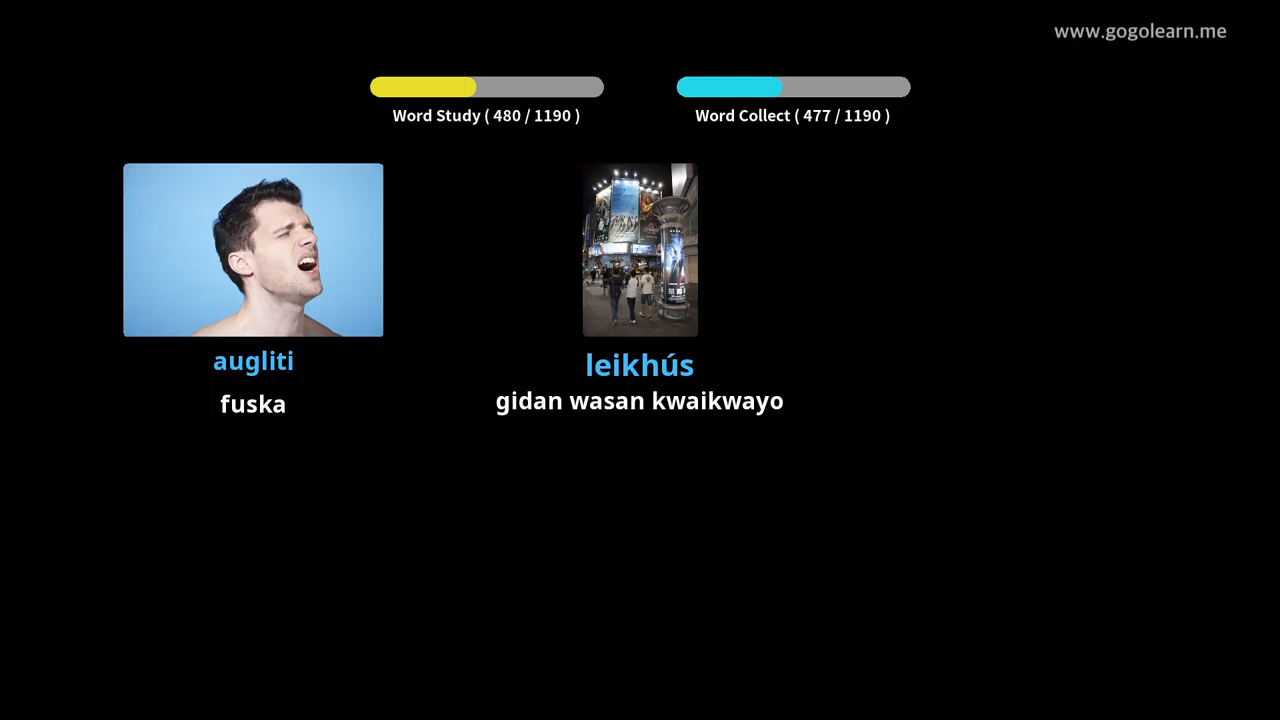 www.gogolearn.me
Word Study ( 480 / 1190 )
Word Collect ( 477 / 1190 )
augliti
fuska
leikhús
gidan wasan kwaikwayo